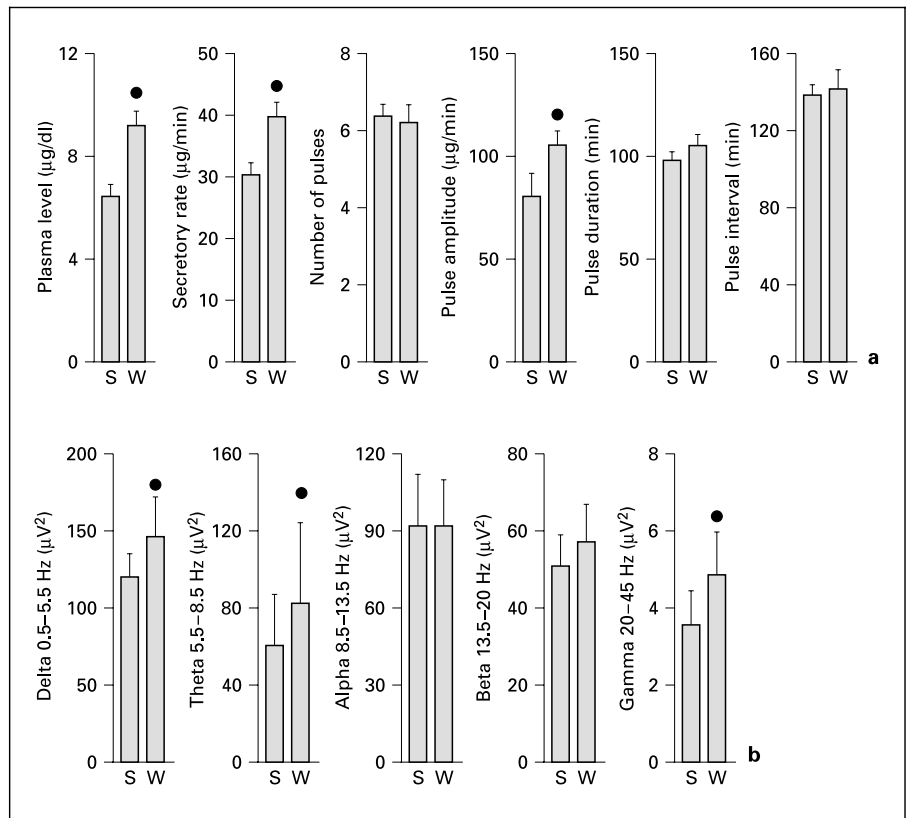 Plasma level (μg/dl)
12
8
4
0
S W
Secretory rate (μg/min)
50
40
30
20
10
0
S W
Number of pulses
8
6
4
2
0
S W
Pulse amplitude (μg/min)
150
100
50
0
S W
Pulse duration (min)
150
100
50
0
S W
Pulse interval (min)
160
120
80
40
0
S W
a
Delta 0.5–5.5 Hz (μV²)
200
150
100
50
0
S W
Theta 5.5–8.5 Hz (μV²)
160
120
80
40
0
S W
Alpha 8.5–13.5 Hz (μV²)
120
90
60
30
0
S W
Beta 13.5–20 Hz (μV²)
80
60
40
20
0
S W
Gamma 20–45 Hz (μV²)
8
6
4
2
0
S W
b